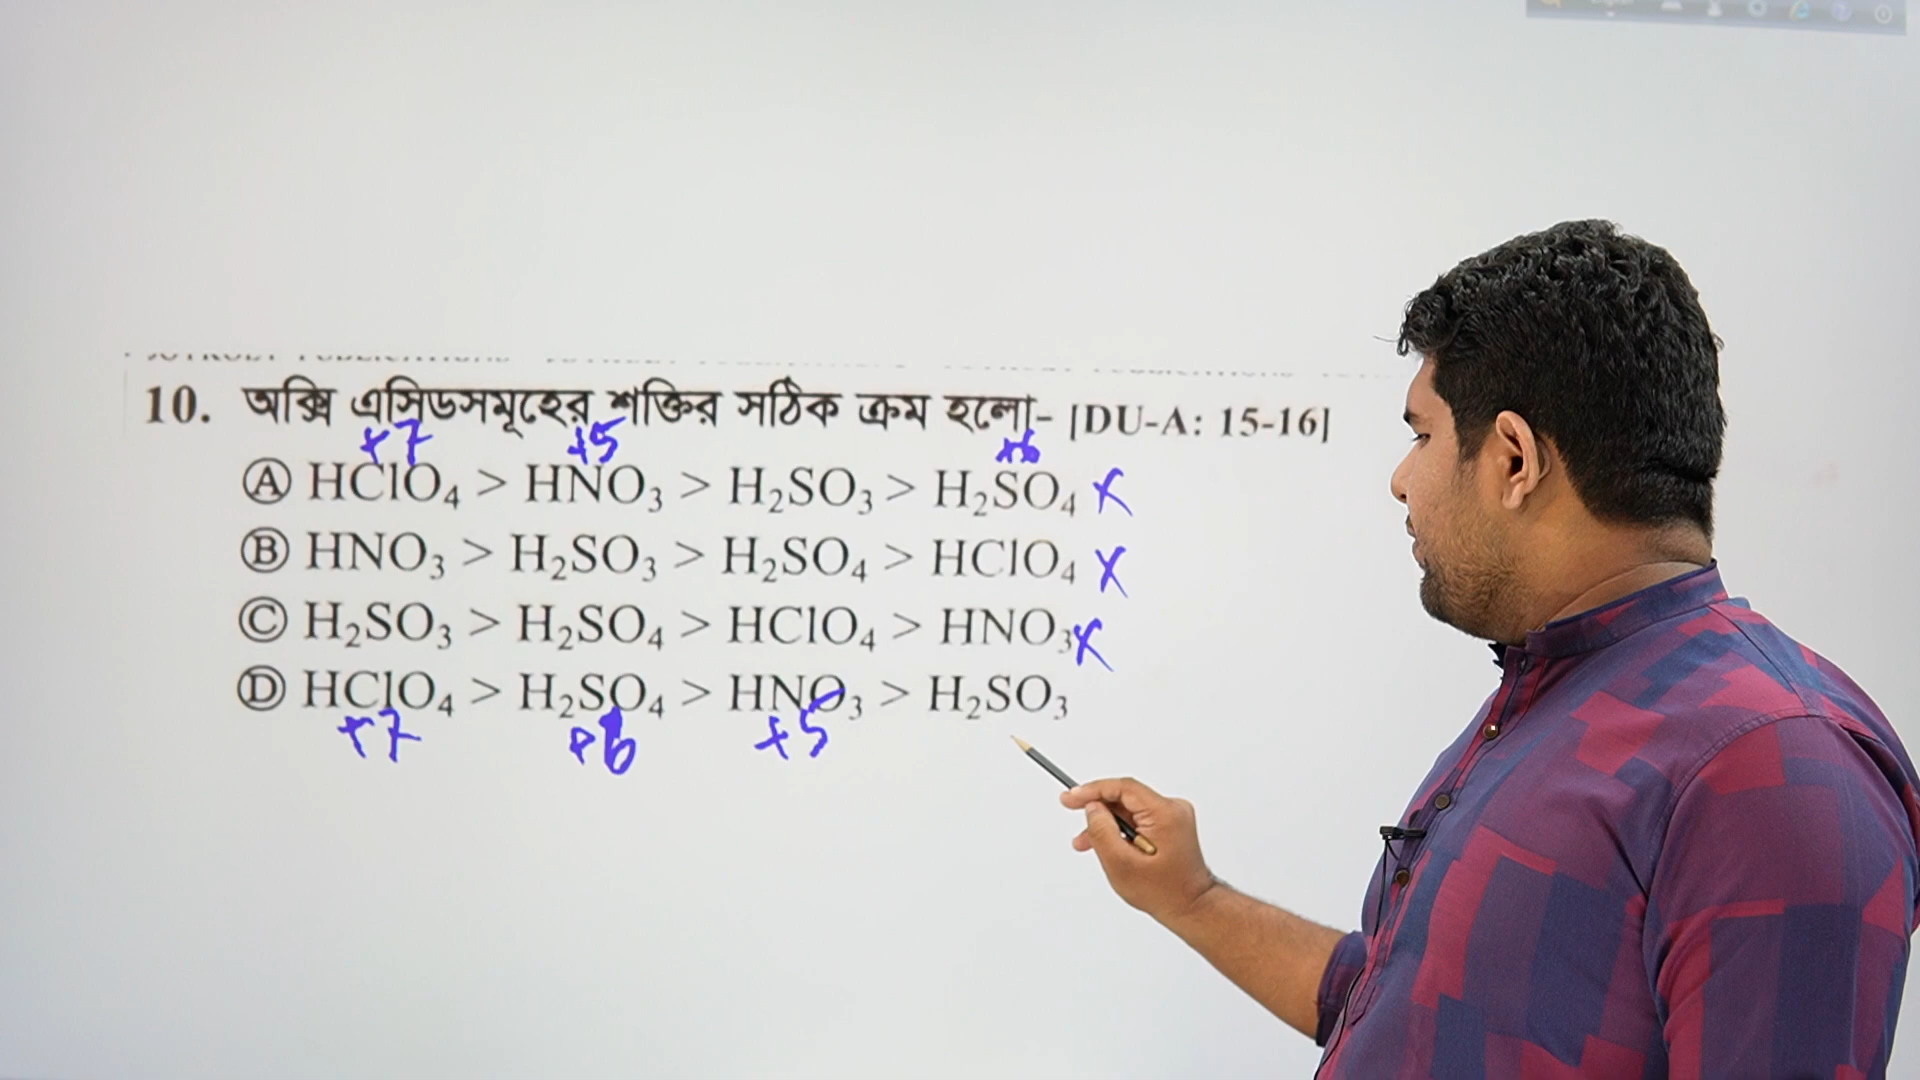 10. অক্সি এসিডসমূহের শক্তির সঠিক ক্রম হলো- [DU-A: 15-16]
+7 +5 +6
Ⓐ HClO₄ > HNO₃ > H₂SO₃ > H₂SO₄ x
Ⓑ HNO₃ > H₂SO₃ > H₂SO₄ > HClO₄ x
Ⓒ H₂SO₃ > H₂SO₄ > HClO₄ > HNO₃ x
Ⓓ HClO₄ > H₂SO₄ > HNO₃ > H₂SO₃
+7 +6 +5